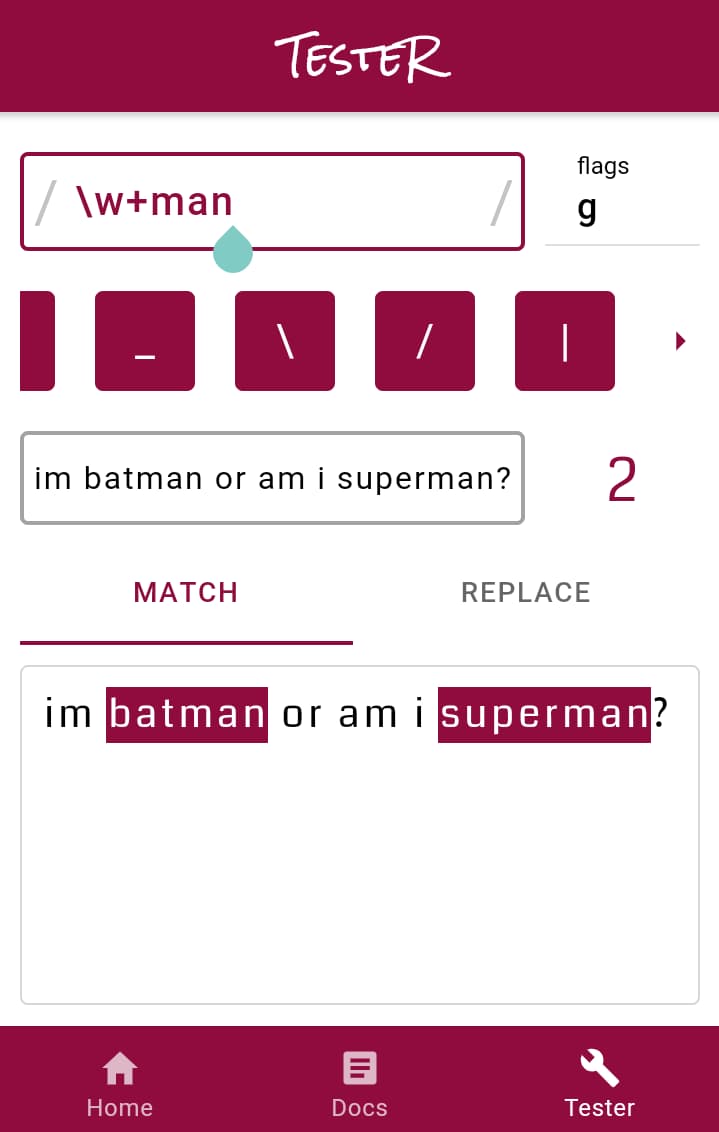 TESTER
/ \w+man /
flags
g
_ \ / |
im batman or am i superman?
2
MATCH REPLACE
im batman or am i superman?
Home Docs Tester